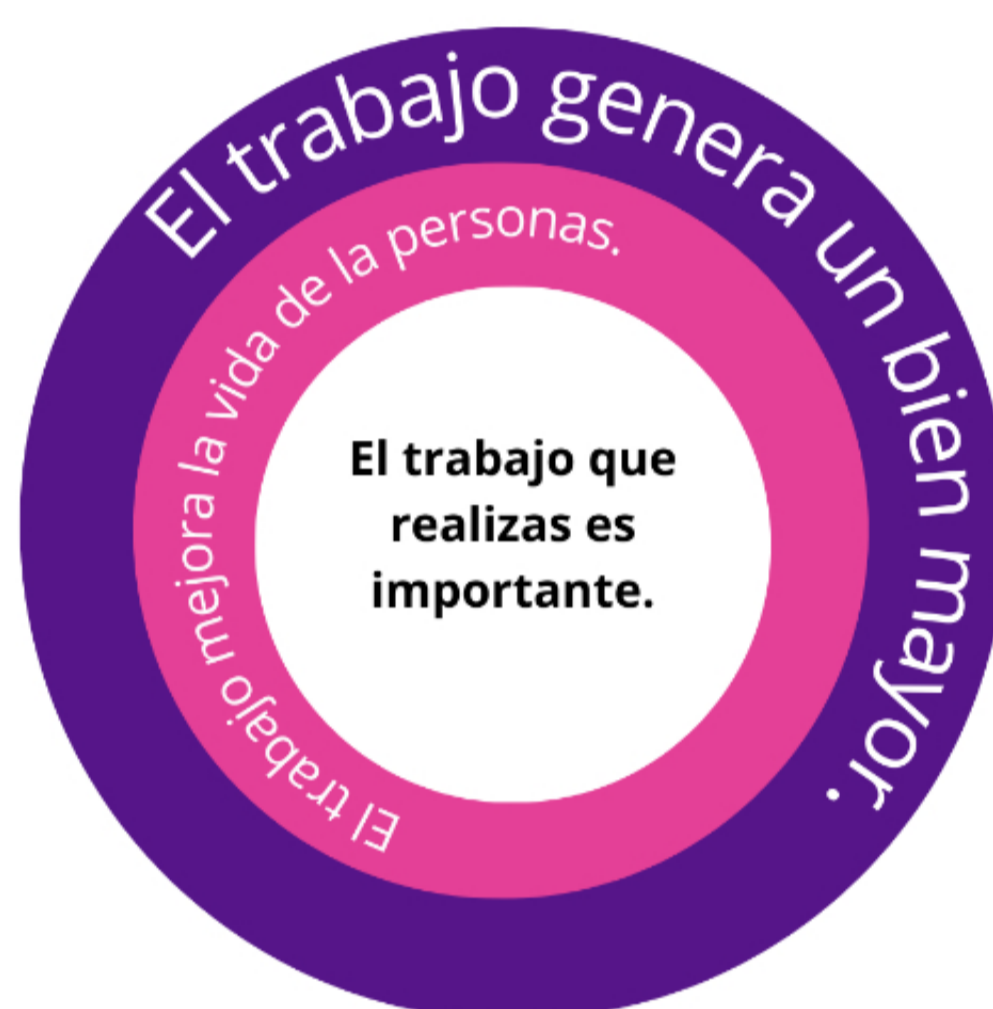 El trabajo genera un bien mayor.
El trabajo mejora la vida de la personas.
El trabajo que
realizas es
importante.